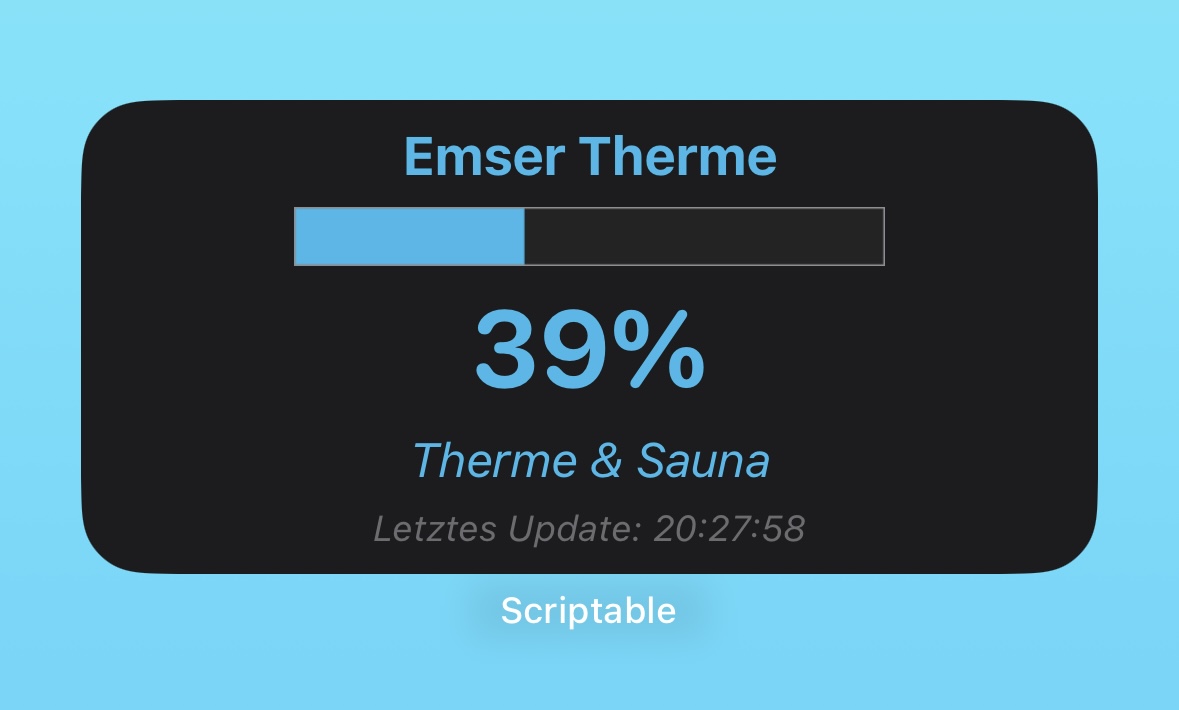 Emser Therme
39%
Therme & Sauna
Letztes Update: 20:27:58
Scriptable